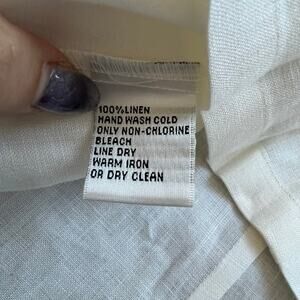 100%LINEN
HAND WASH COLD
ONLY NON-CHLORINE
BLEACH
LINE DRY
WARM IRON
OR DRY CLEAN